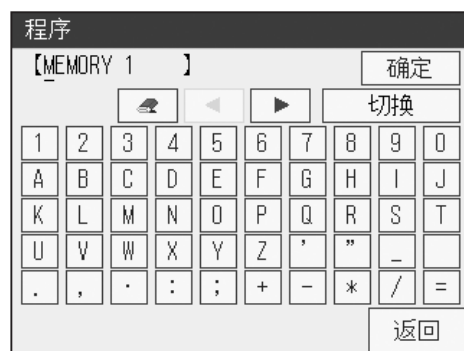 程序
【MEMORY 1 】
确定
切换
1 2 3 4 5 6 7 8 9 0
A B C D E F G H I J
K L M N O P Q R S T
U V W X Y Z ’ ” _
. , · : ; + - * / =
返回